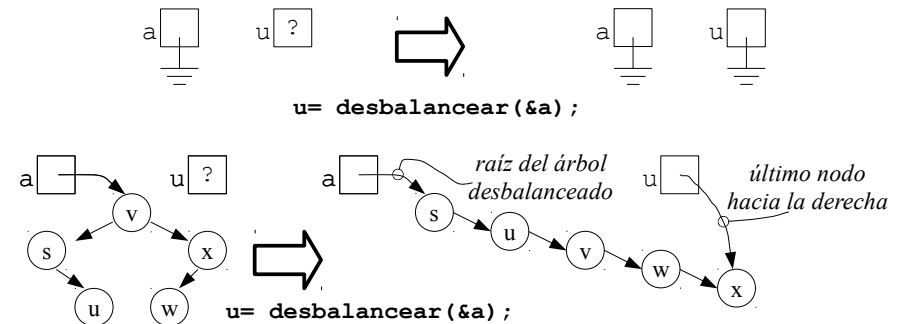 a u ? a u
u= desbalancear(&a);
a u ? a raíz del árbol desbalanceado u último nodo hacia la derecha
v s u
s x u v
u w w x
u= desbalancear(&a);